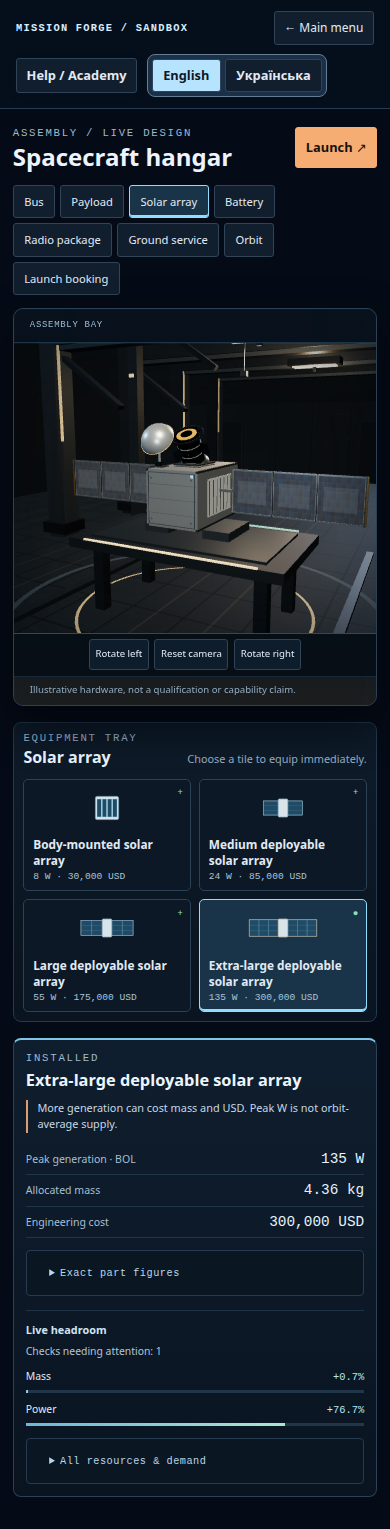 MISSION FORGE / SANDBOX
← Main menu
Help / Academy
English
Українська
ASSEMBLY / LIVE DESIGN
Spacecraft hangar
Launch ↗
Bus
Payload
Solar array
Battery
Radio package
Ground service
Orbit
Launch booking
ASSEMBLY BAY
Rotate left
Reset camera
Rotate right
Illustrative hardware, not a qualification or capability claim.
EQUIPMENT TRAY
Solar array
Choose a tile to equip immediately.
+
Body-mounted solar
array
8 W · 30,000 USD
+
Medium deployable
solar array
24 W · 85,000 USD
+
Large deployable solar
array
55 W · 175,000 USD
Extra-large deployable
solar array
135 W · 300,000 USD
INSTALLED
Extra-large deployable solar array
More generation can cost mass and USD. Peak W is not orbit-
average supply.
Peak generation · BOL
135 W
Allocated mass
4.36 kg
Engineering cost
300,000 USD
▶ Exact part figures
Live headroom
Checks needing attention: 1
Mass
+0.7%
Power
+76.7%
▶ All resources & demand